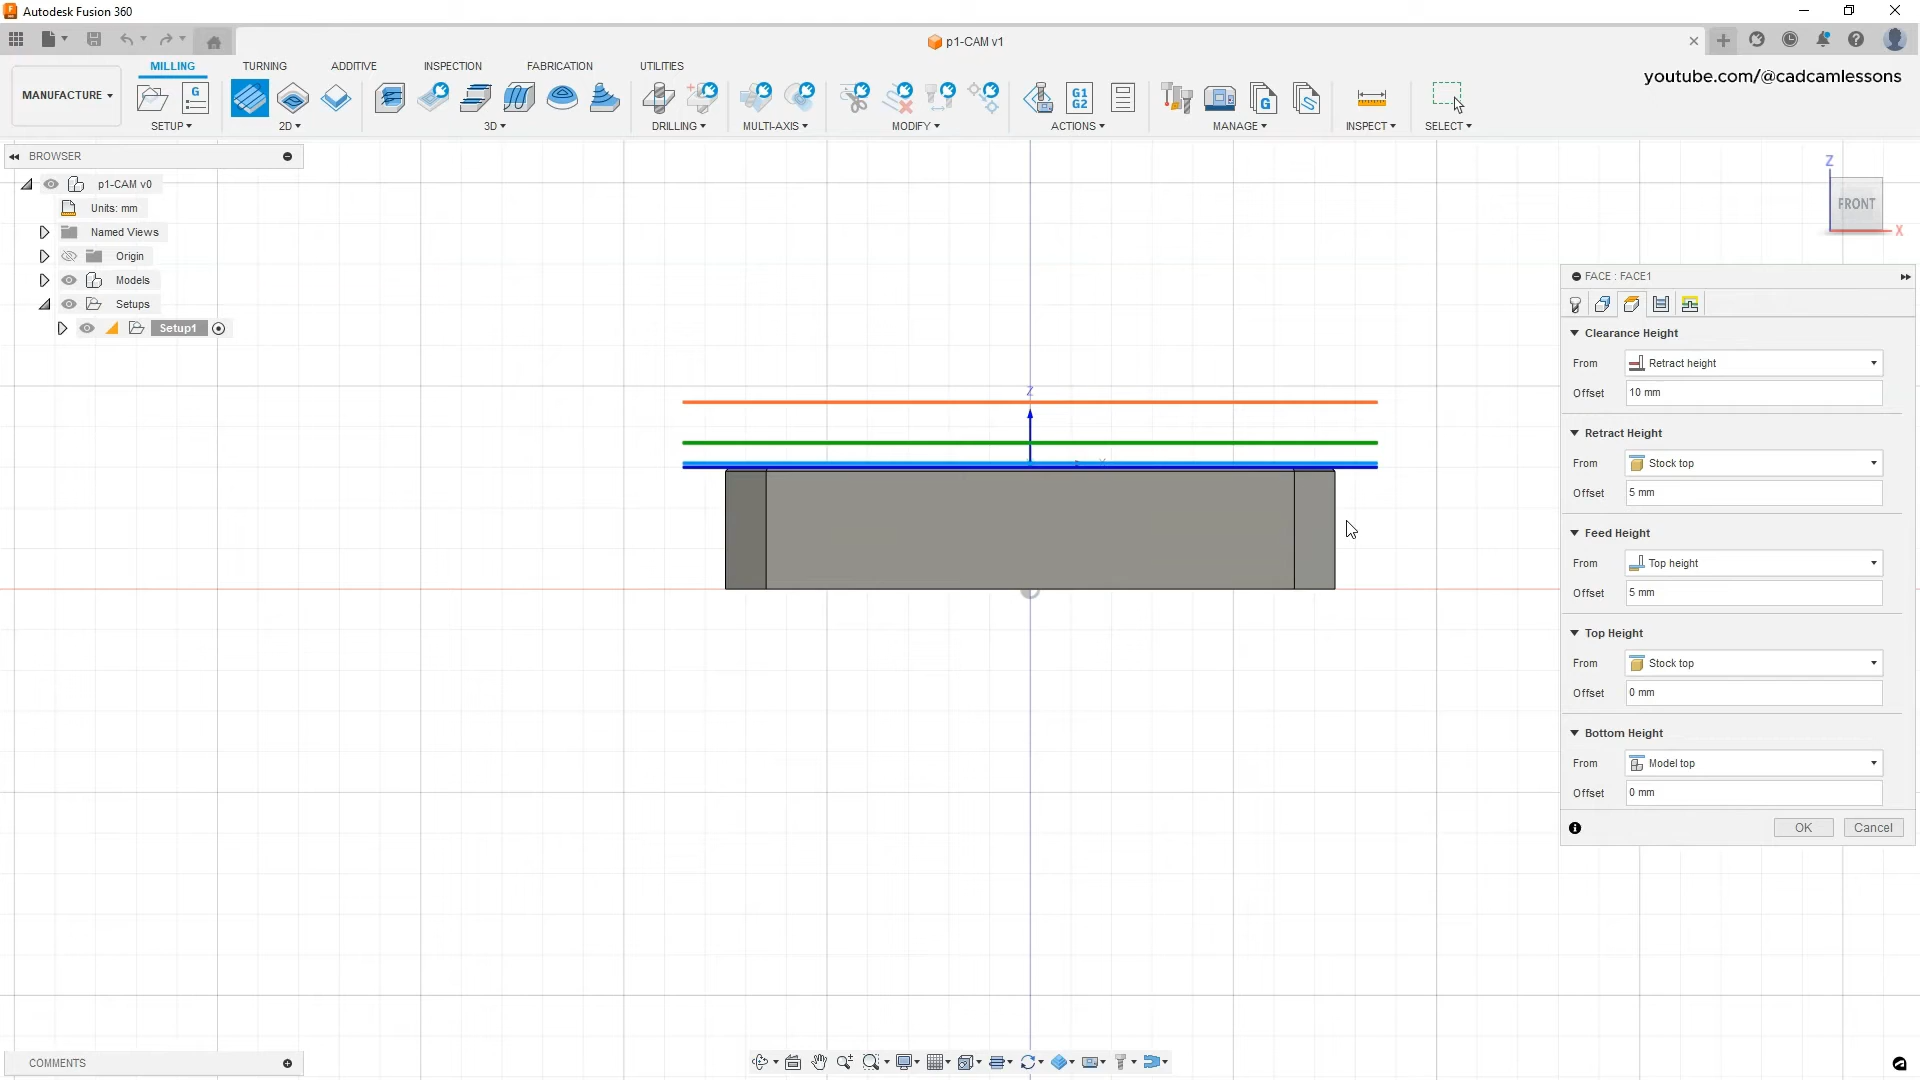 Autodesk Fusion 360
p1-CAM v1
MANUFACTURE
MILLING
TURNING
ADDITIVE
INSPECTION
FABRICATION
UTILITIES
youtube.com/@cadcamlessons
G
G1
G2
G
S
SETUP
2D
3D
DRILLING
MULTI-AXIS
MODIFY
ACTIONS
MANAGE
INSPECT
SELECT
BROWSER
p1-CAM v0
Units: mm
Named Views
Origin
Models
Setups
Setup1
Z
FRONT
X
Z
FACE : FACE1
Clearance Height
From Retract height
Offset 10 mm
Retract Height
From Stock top
Offset 5 mm
Feed Height
From Top height
Offset 5 mm
Top Height
From Stock top
Offset 0 mm
Bottom Height
From Model top
Offset 0 mm
OK Cancel
COMMENTS